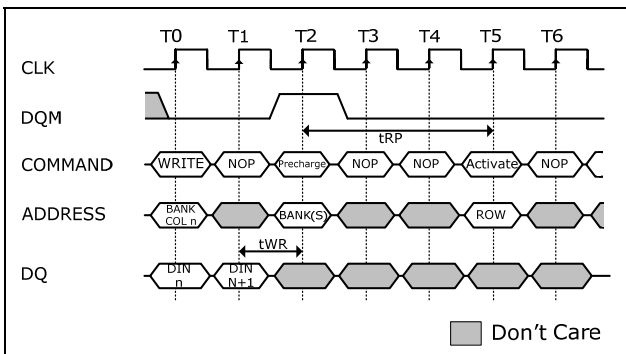 T0 T1 T2 T3 T4 T5 T6
CLK
DQM
tRP
COMMAND WRITE NOP Precharge NOP NOP Activate NOP
ADDRESS BANK COL n BANK(S) ROW
tWR
DQ DIN n DIN N+1
Don't Care